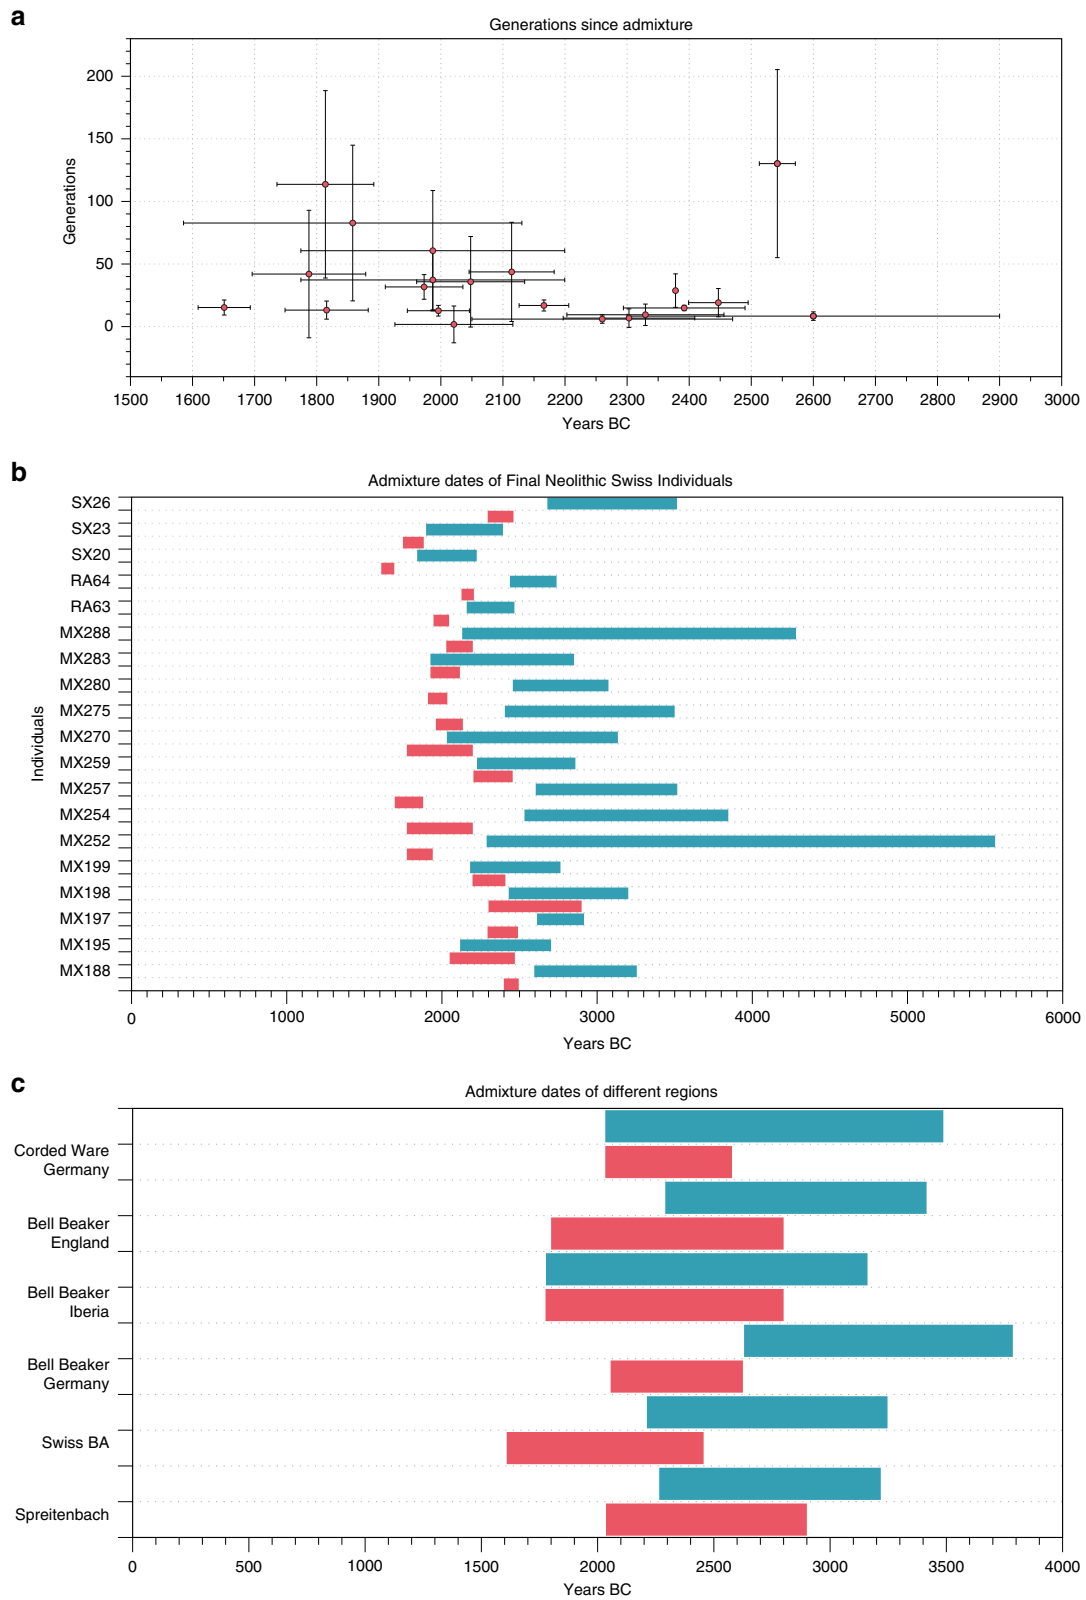 a
Generations since admixture
200
150
100
50
0
Generations
1500 1600 1700 1800 1900 2000 2100 2200 2300 2400 2500 2600 2700 2800 2900 3000
Years BC
b
Admixture dates of Final Neolithic Swiss Individuals
SX26
SX23
SX20
RA64
RA63
MX288
MX283
MX280
MX275
MX270
MX259
MX257
MX254
MX252
MX199
MX198
MX197
MX195
MX188
Individuals
0 1000 2000 3000 4000 5000 6000
Years BC
c
Admixture dates of different regions
Corded Ware
Germany
Bell Beaker
England
Bell Beaker
Iberia
Bell Beaker
Germany
Swiss BA
Spreitenbach
0 500 1000 1500 2000 2500 3000 3500 4000
Years BC